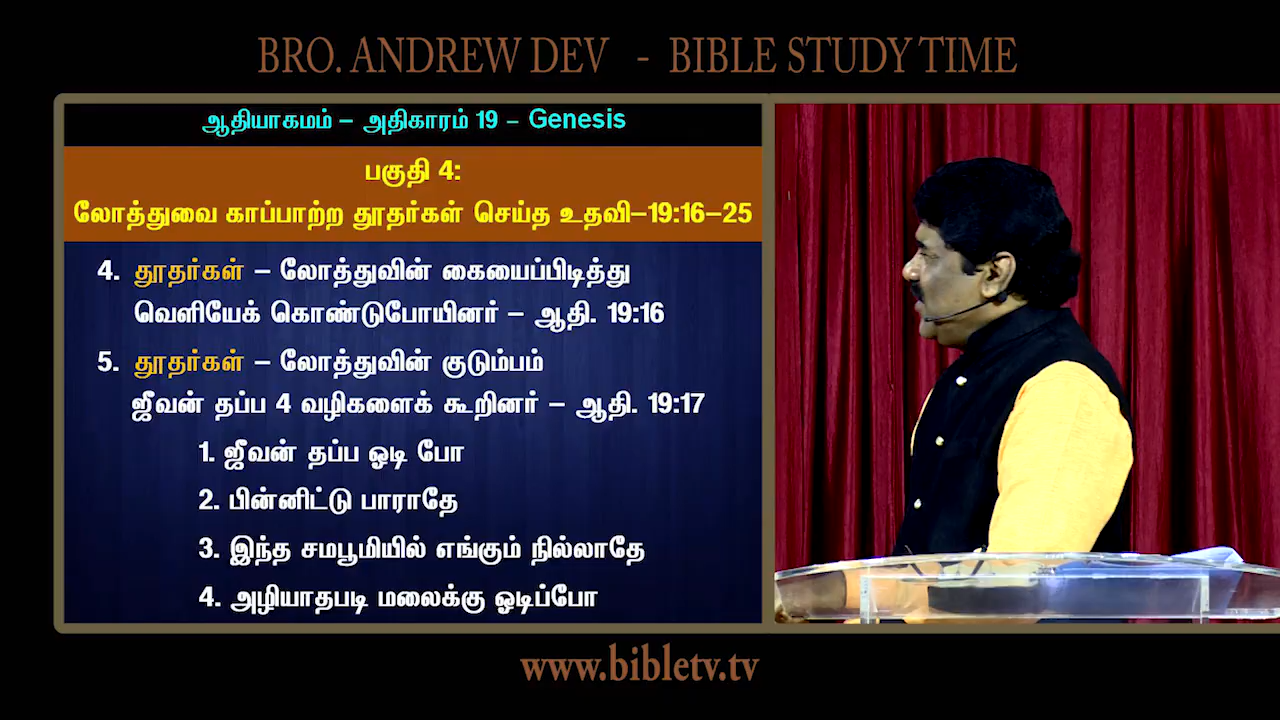 BRO. ANDREW DEV - BIBLE STUDY TIME
ஆதியாகமம் – அதிகாரம் 19 – Genesis
பகுதி 4:
லோத்துவை காப்பாற்ற தூதர்கள் செய்த உதவி–19:16–25
4. தூதர்கள் – லோத்துவின் கையைப்பிடித்து
வெளியேக் கொண்டுபோயினர் – ஆதி. 19:16
5. தூதர்கள் – லோத்துவின் குடும்பம்
ஜீவன் தப்ப 4 வழிகளைக் கூறினர் – ஆதி. 19:17
1. ஜீவன் தப்ப ஓடி போ
2. பின்னிட்டு பாராதே
3. இந்த சமபூமியில் எங்கும் நில்லாதே
4. அழியாதபடி மலைக்கு ஓடிப்போ
www.bibletv.tv